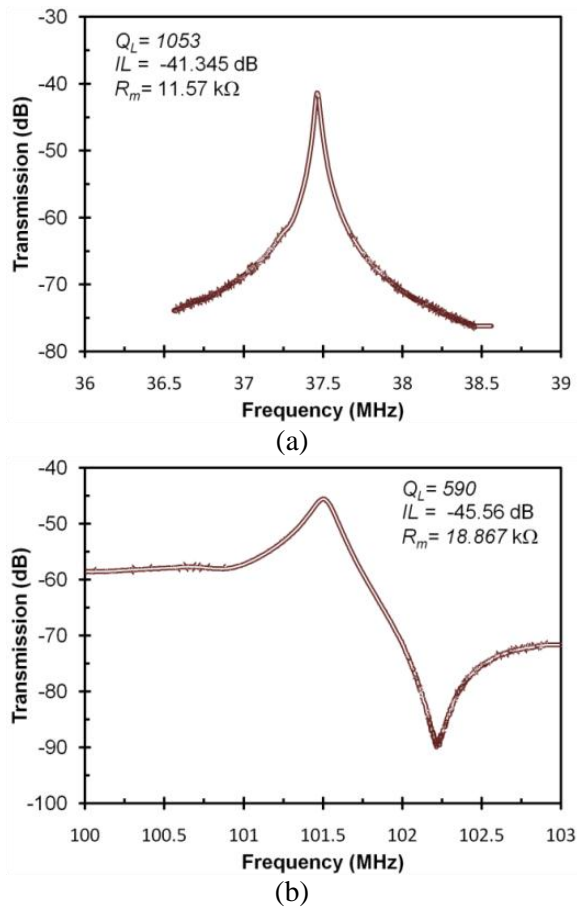 -30
-40
-50
-60
-70
-80
Transmission (dB)
Q_L= 1053
IL = -41.345 dB
R_m= 11.57 kΩ
36 36.5 37 37.5 38 38.5 39
Frequency (MHz)
(a)
-40
-50
-60
-70
-80
-90
-100
Transmission (dB)
Q_L= 590
IL = -45.56 dB
R_m= 18.867 kΩ
100 100.5 101 101.5 102 102.5 103
Frequency (MHz)
(b)